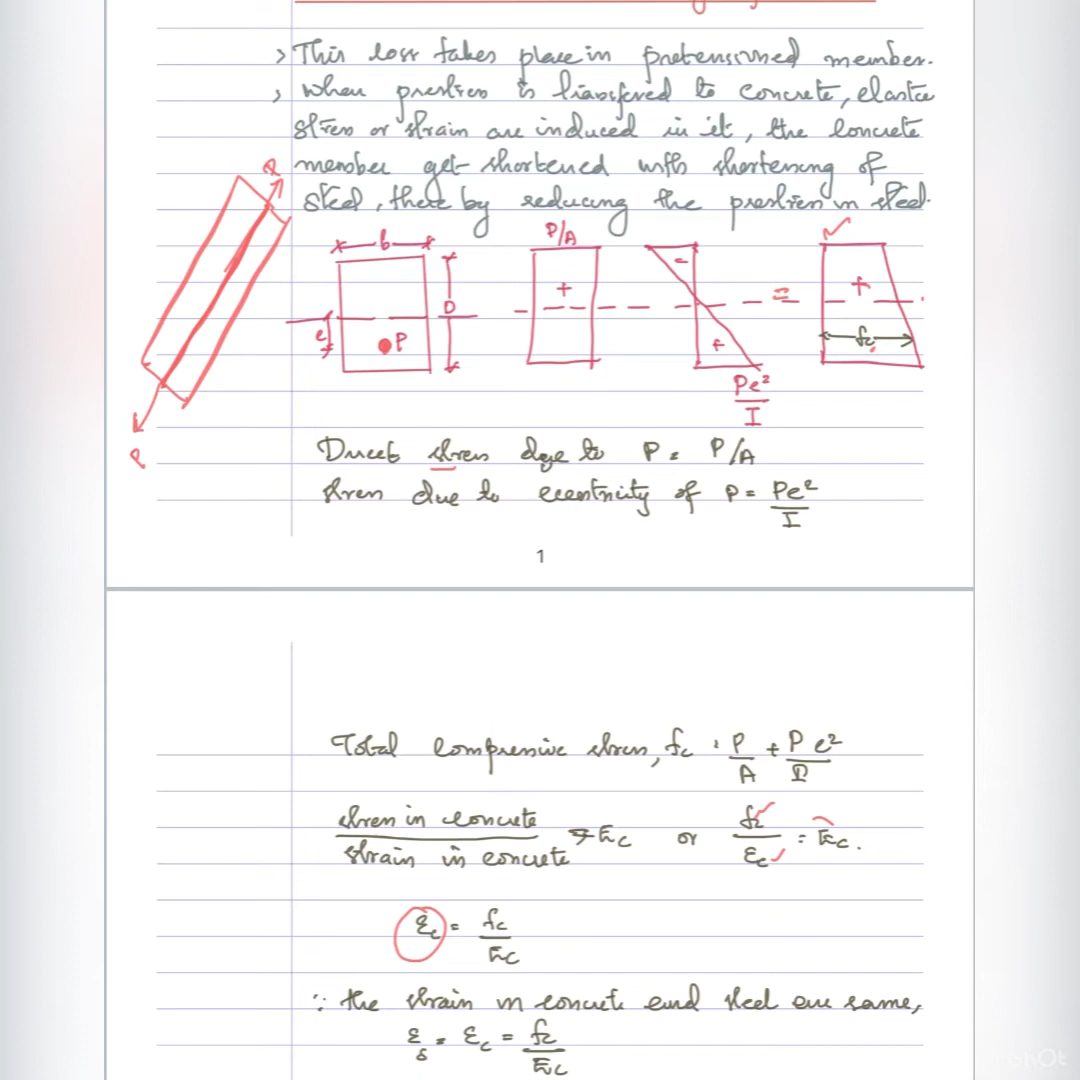 > This loss takes place in pretensioned member.
> When prestress is transfered to concrete, elastic
stress or strain are induced in it, the concrete
member get shortened with shortening of
steel, there by reducing the prestress in steel.
P
P
b
D
e
P
P/A
+
-
+
=
+
fc
Pe²
I
Direct stress due to P = P/A
stress due to eccentricity of P = Pe²/I
1
Total compressive stress, fc : P/A + P e²/I
stress in concrete / strain in concrete = Ec or fc/εc = Ec.
εc = fc/Ec
∵ the strain in concrete and steel are same,
εs = εc = fc/Ec